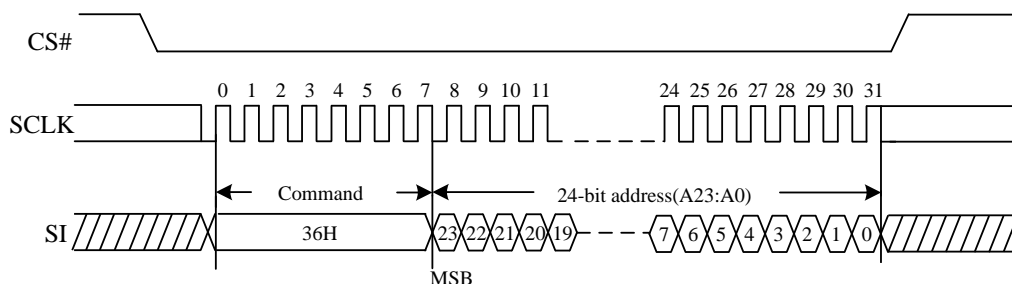 CS#
0 1 2 3 4 5 6 7 8 9 10 11 24 25 26 27 28 29 30 31
SCLK
Command 24-bit address(A23:A0)
SI 36H 23 22 21 20 19 7 6 5 4 3 2 1 0
MSB